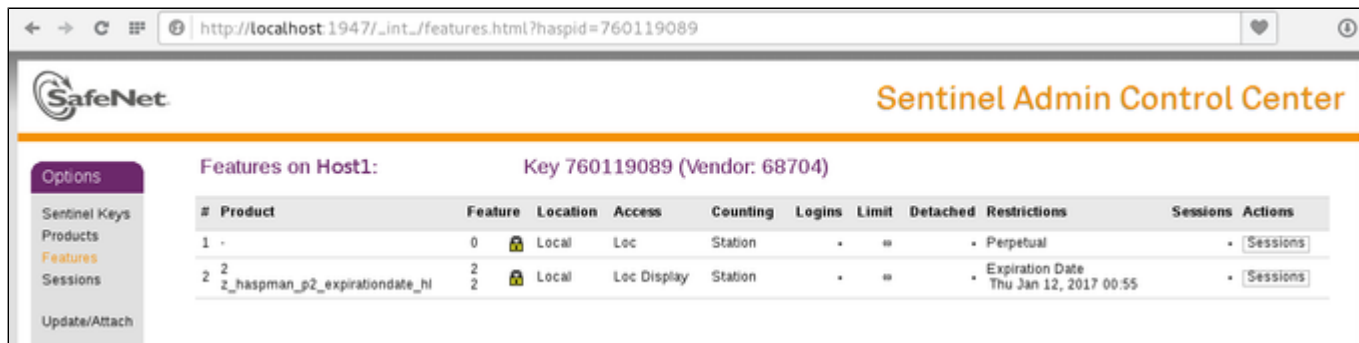 http://localhost:1947/_int_/features.html?haspid=760119089
SafeNet.
Sentinel Admin Control Center
Options
Sentinel Keys
Products
Features
Sessions
Update/Attach
Features on Host1: Key 760119089 (Vendor: 68704)
# Product Feature Location Access Counting Logins Limit Detached Restrictions Sessions Actions
1 - 0 Local Loc Station - ∞ - Perpetual - Sessions
2 2 2 Local Loc Display Station - ∞ - Expiration Date - Sessions
z_haspman_p2_expirationdate_hl 2 Thu Jan 12, 2017 00:55